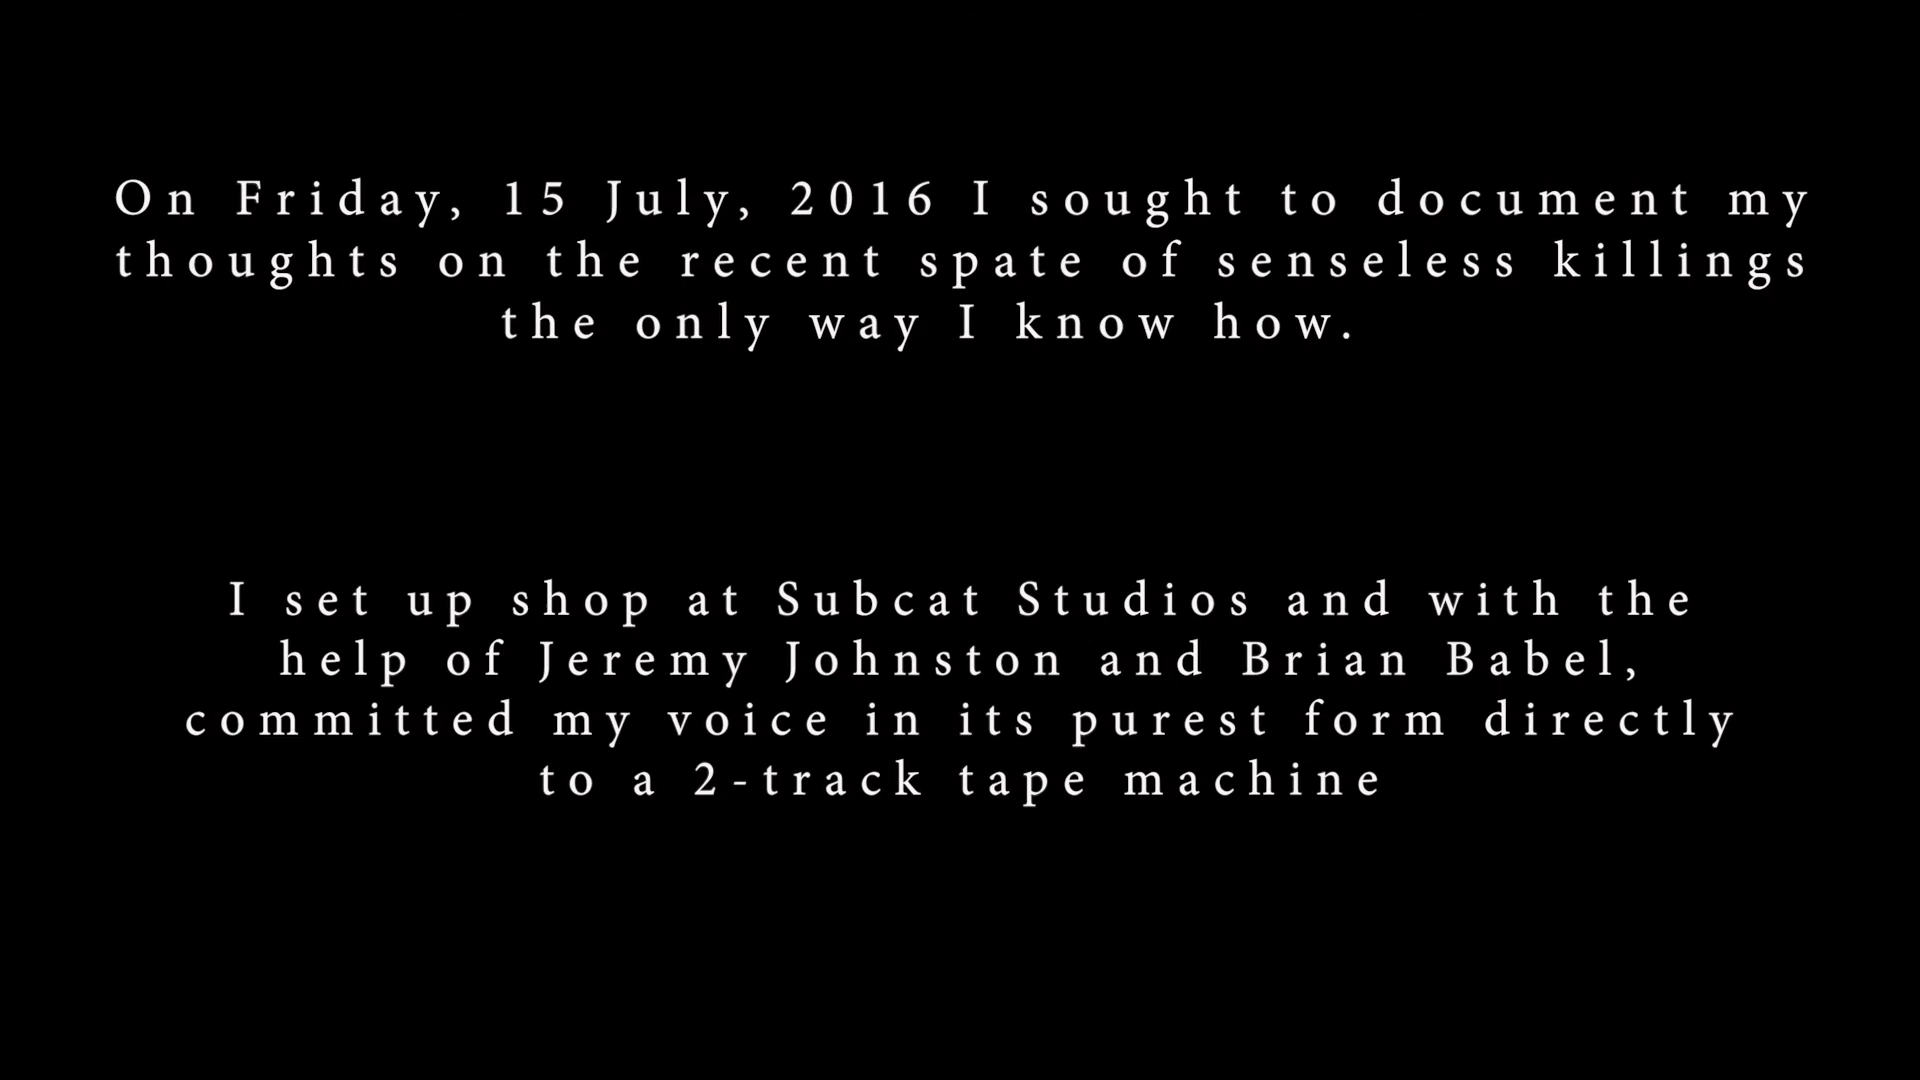 On Friday, 15 July, 2016 I sought to document my
thoughts on the recent spate of senseless killings
the only way I know how.
I set up shop at Subcat Studios and with the
help of Jeremy Johnston and Brian Babel,
committed my voice in its purest form directly
to a 2-track tape machine